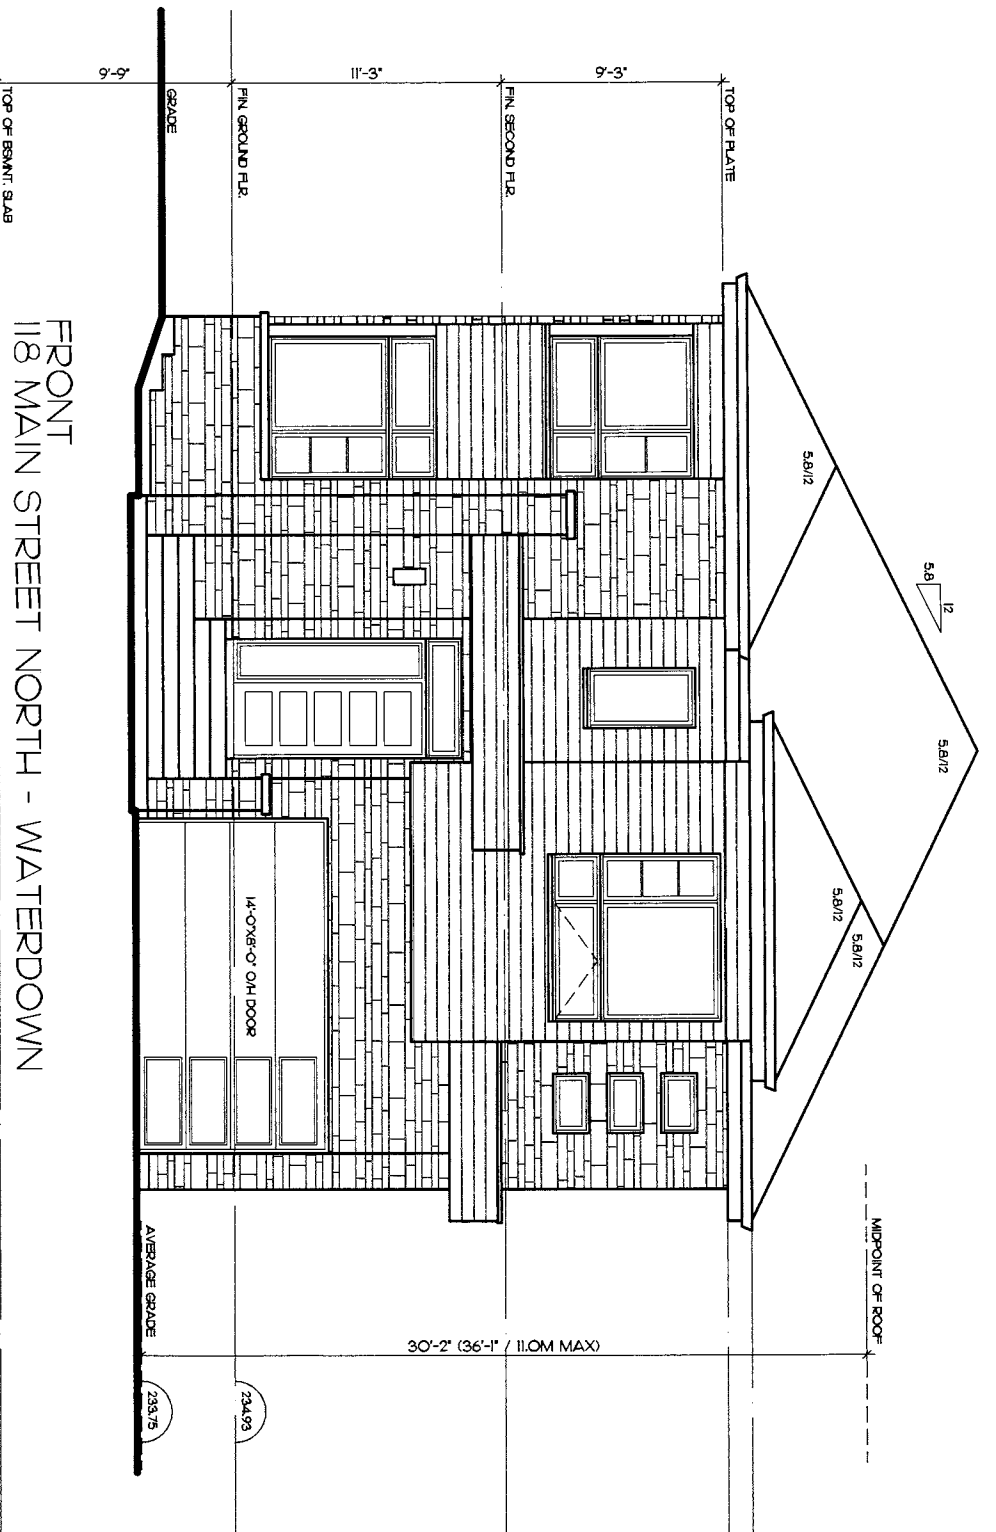 MIDPOINT OF ROOF
5.8/12
12
5.8
5.8/12
5.8/12
5.8/12
TOP OF PLATE
9'-3"
FIN. SECOND FLR.
11'-3"
30'-2" (36'-1" / 11.0M MAX)
FIN. GROUND FLR.
14'-0"X8'-0" O/H DOOR
234.93
GRADE
9'-9"
AVERAGE GRADE
233.75
TOP OF BSMNT. SLAB
FRONT
118 MAIN STREET NORTH - WATERDOWN